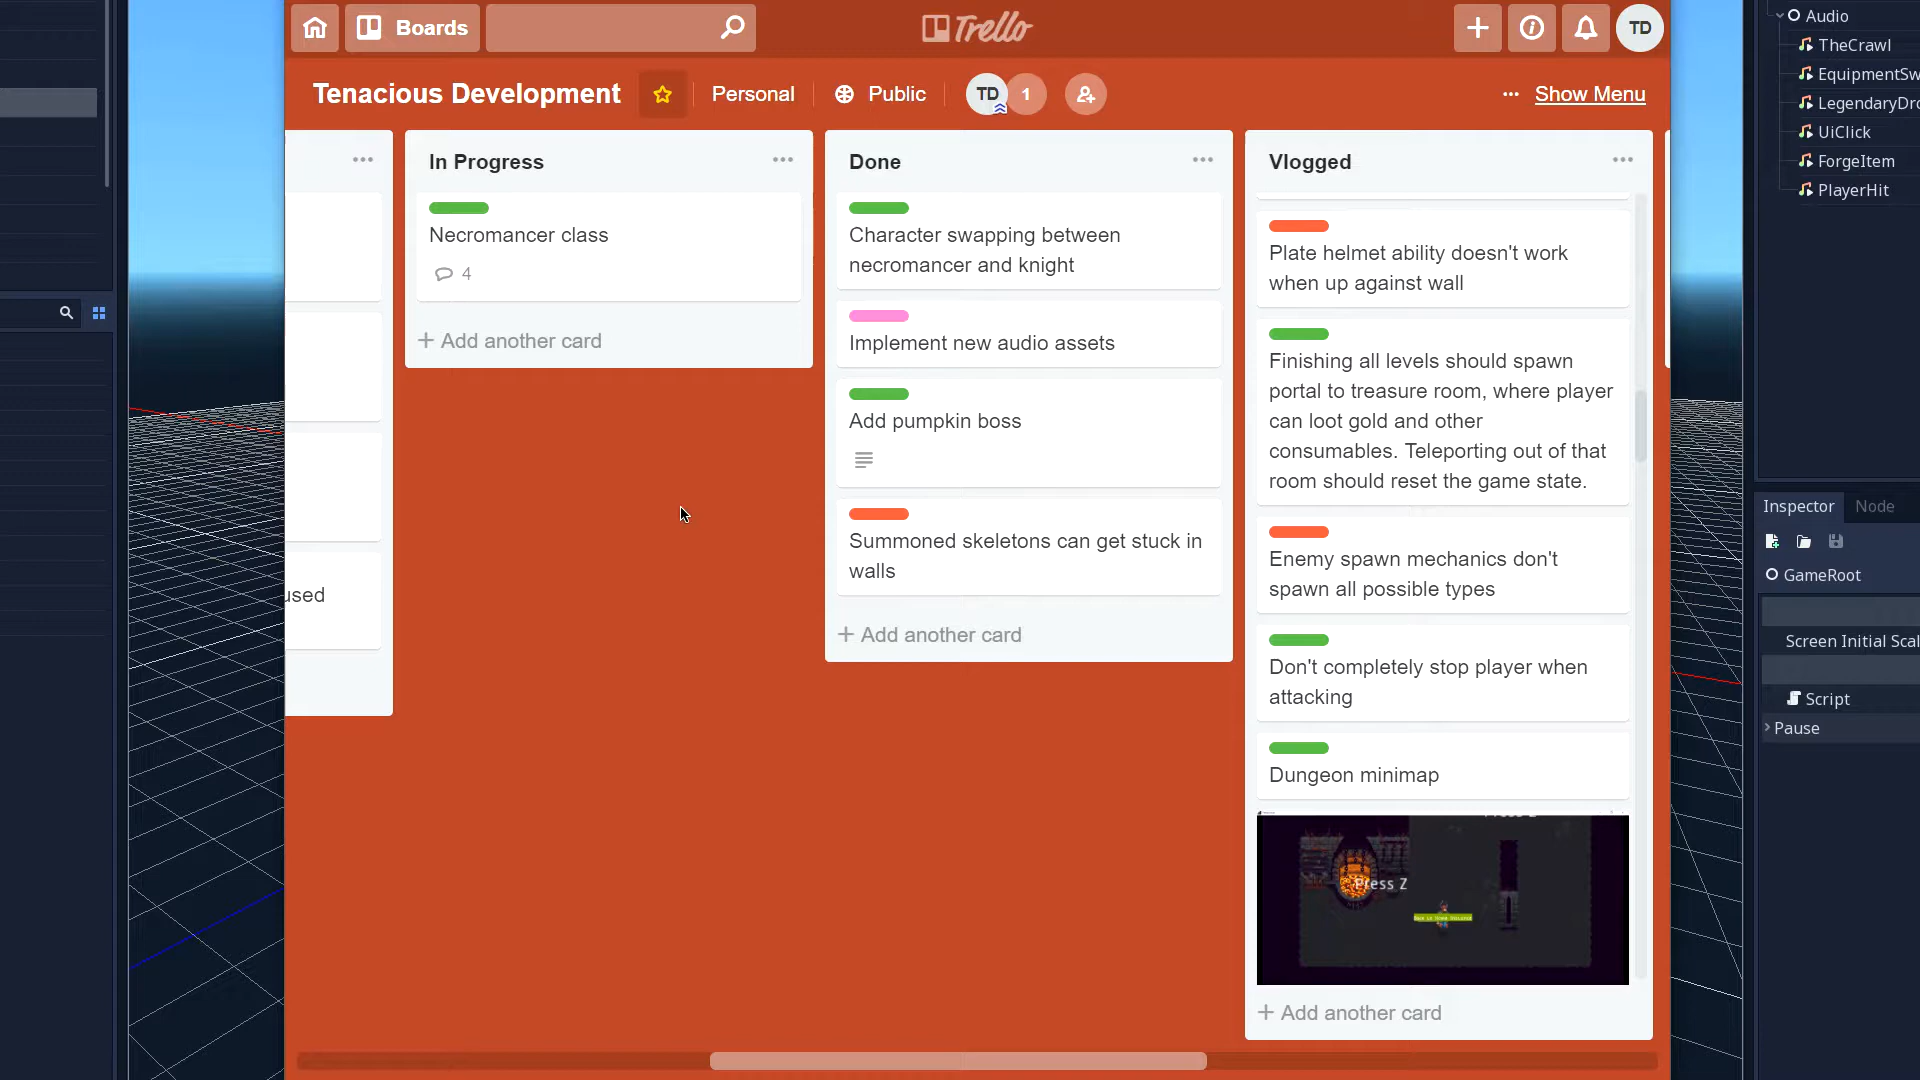 Boards
Trello
TD
Tenacious Development
Personal
Public
TD
1
Show Menu
used
In Progress
Necromancer class
4
+ Add another card
Done
Character swapping between
necromancer and knight
Implement new audio assets
Add pumpkin boss
Summoned skeletons can get stuck in
walls
+ Add another card
Vlogged
Plate helmet ability doesn't work
when up against wall
Finishing all levels should spawn
portal to treasure room, where player
can loot gold and other
consumables. Teleporting out of that
room should reset the game state.
Enemy spawn mechanics don't
spawn all possible types
Don't completely stop player when
attacking
Dungeon minimap
Press Z
+ Add another card
Audio
TheCrawl
EquipmentSw
LegendaryDro
UiClick
ForgeItem
PlayerHit
Inspector
Node
GameRoot
Screen Initial Scal
Script
Pause